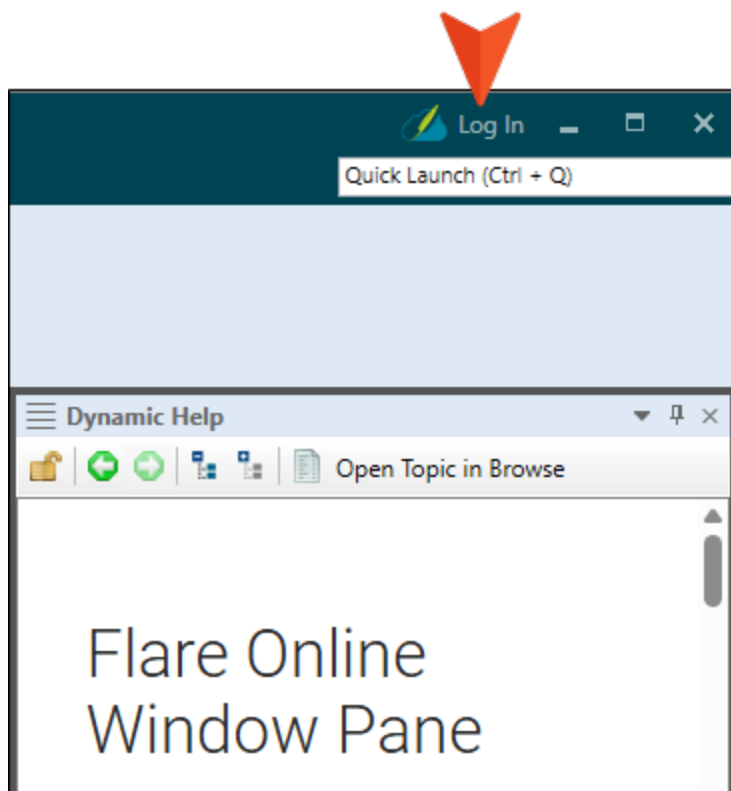 Log In
Quick Launch (Ctrl + Q)
Dynamic Help
Open Topic in Browse
Flare Online
Window Pane